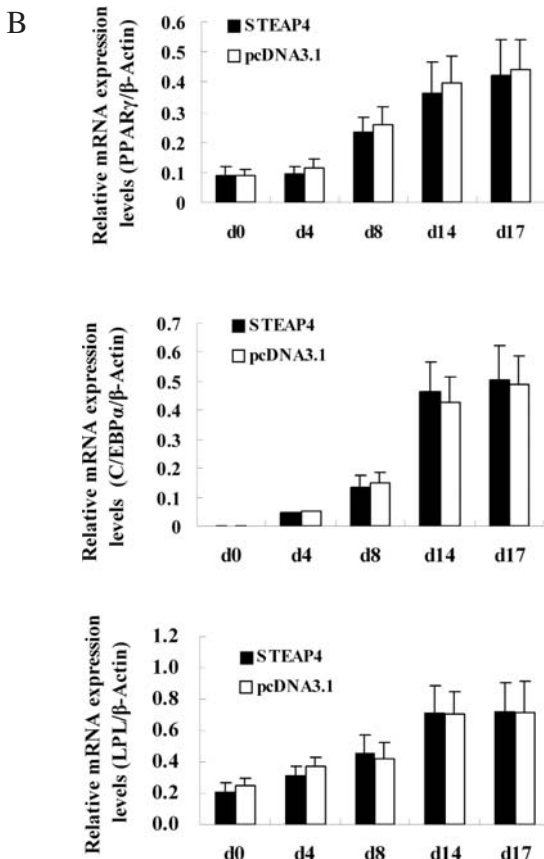 B
Relative mRNA expression
levels (PPARγ/β-Actin)
0.6
0.5
0.4
0.3
0.2
0.1
0
STEAP4
pcDNA3.1
d0 d4 d8 d14 d17
Relative mRNA expression
levels (C/EBPα/β-Actin)
0.7
0.6
0.5
0.4
0.3
0.2
0.1
0
STEAP4
pcDNA3.1
d0 d4 d8 d14 d17
Relative mRNA expression
levels (LPL/β-Actin)
1.2
1.0
0.8
0.6
0.4
0.2
0.0
STEAP4
pcDNA3.1
d0 d4 d8 d14 d17